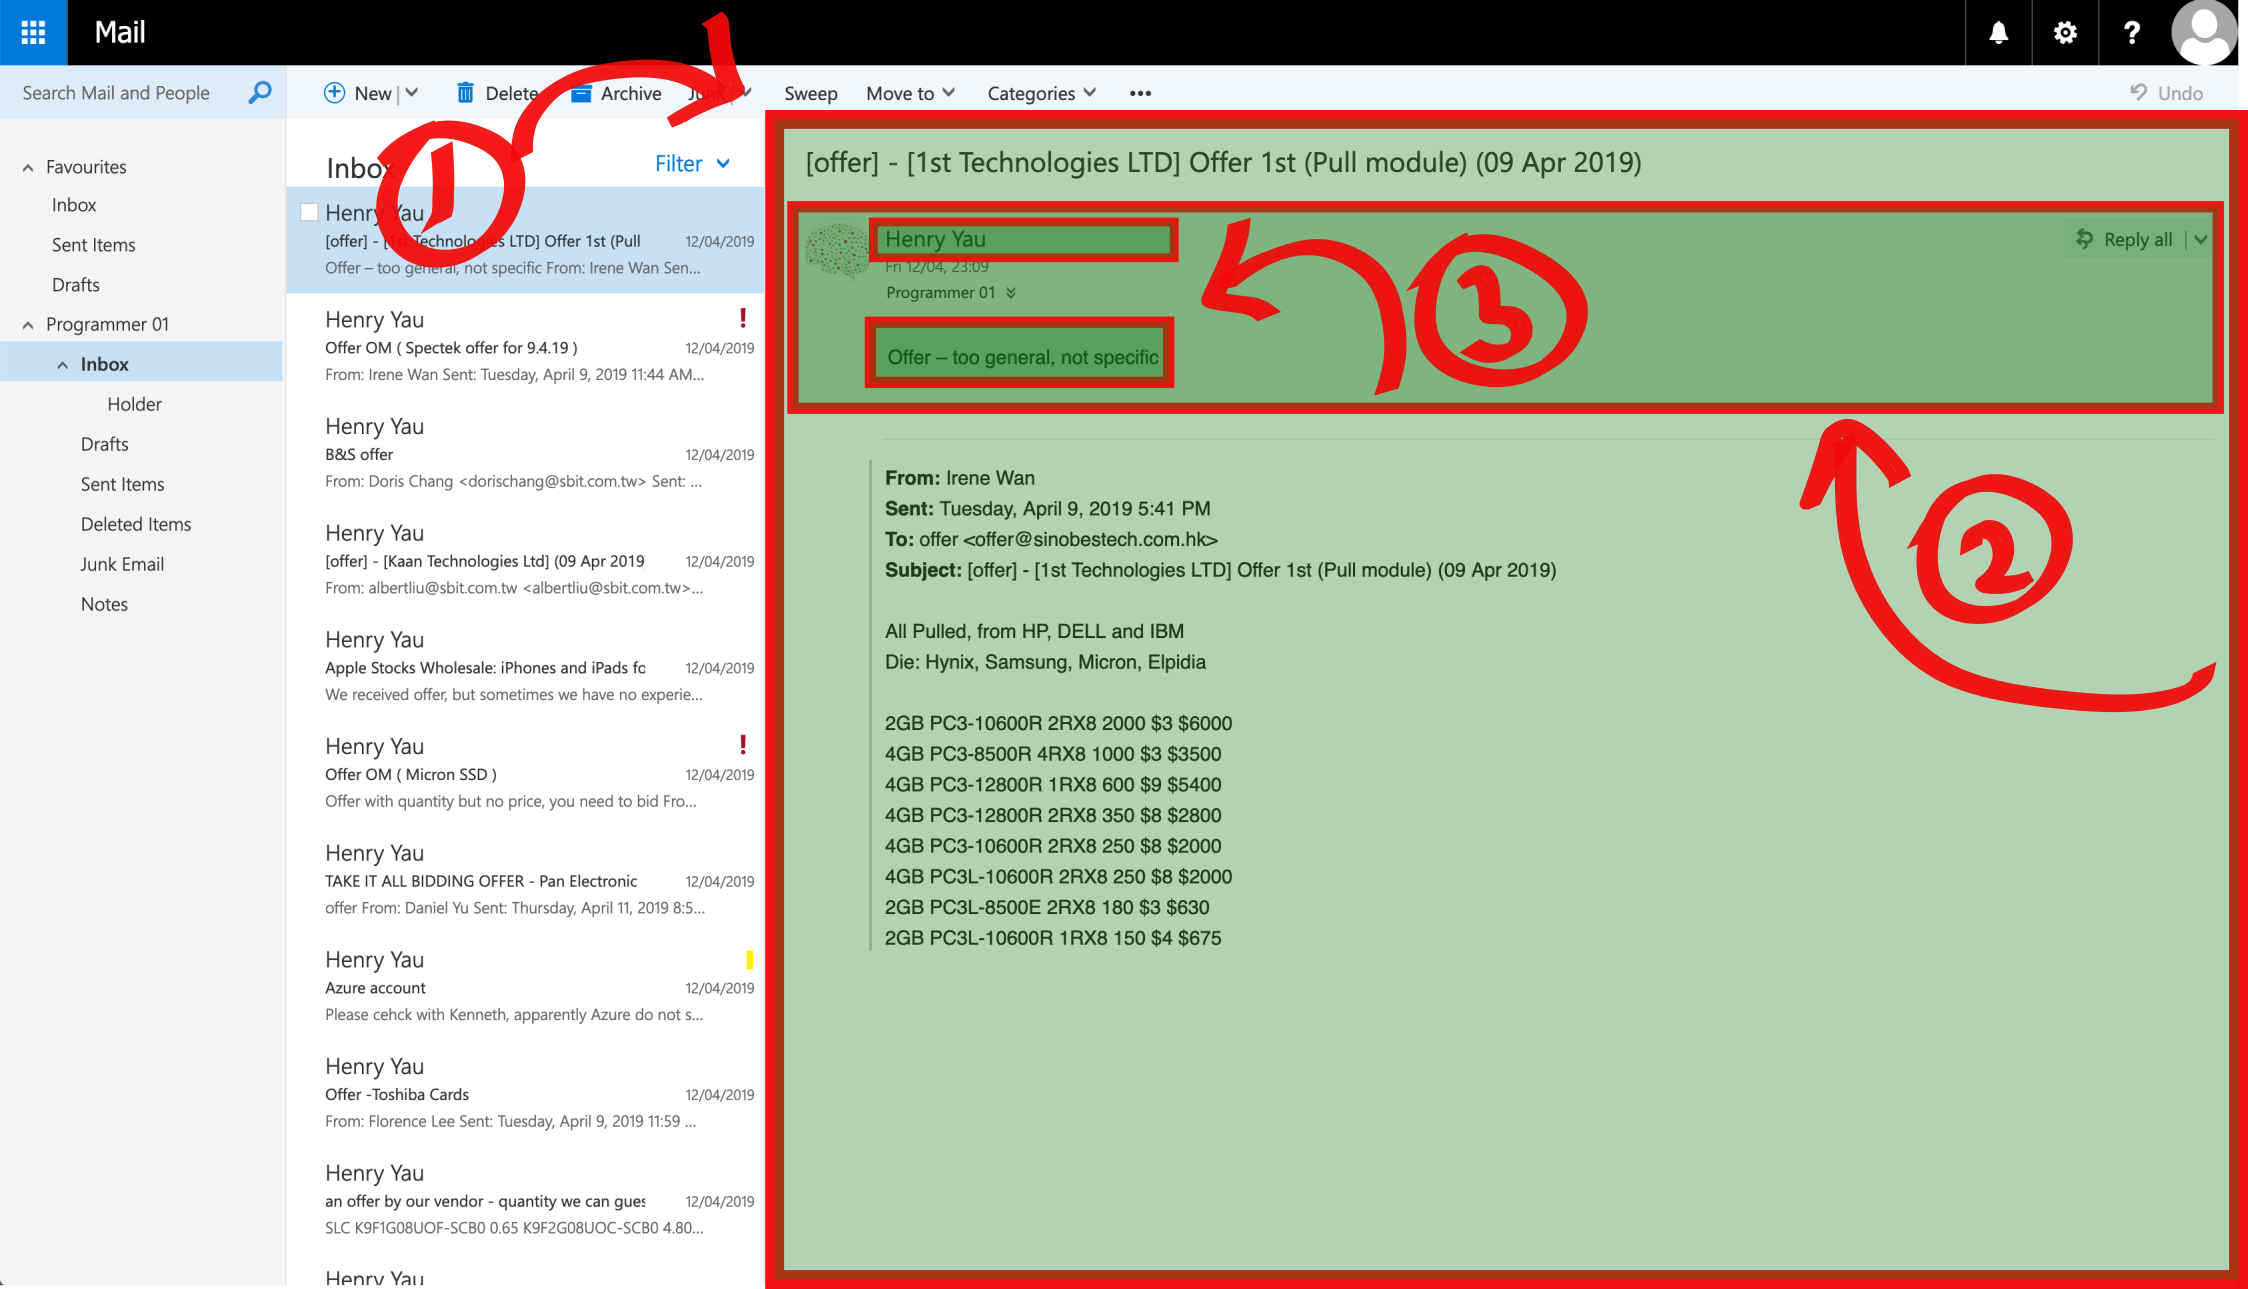 Mail
?
Search Mail and People
New
Delete
Archive
Junk
Sweep
Move to
Categories
Undo
Favourites
Inbox
Sent Items
Drafts
Programmer 01
Inbox
Holder
Drafts
Sent Items
Deleted Items
Junk Email
Notes
Inbox
Filter
1
Henry Yau
[offer] - [1st Technologies LTD] Offer 1st (Pull 12/04/2019
Offer – too general, not specific From: Irene Wan Sen...
Henry Yau !
Offer OM ( Spectek offer for 9.4.19 ) 12/04/2019
From: Irene Wan Sent: Tuesday, April 9, 2019 11:44 AM...
Henry Yau
B&S offer 12/04/2019
From: Doris Chang <dorischang@sbit.com.tw> Sent: ...
Henry Yau
[offer] - [Kaan Technologies Ltd] (09 Apr 2019 12/04/2019
From: albertliu@sbit.com.tw <albertliu@sbit.com.tw>...
Henry Yau
Apple Stocks Wholesale: iPhones and iPads fo 12/04/2019
We received offer, but sometimes we have no experie...
Henry Yau !
Offer OM ( Micron SSD ) 12/04/2019
Offer with quantity but no price, you need to bid Fro...
Henry Yau
TAKE IT ALL BIDDING OFFER - Pan Electronic 12/04/2019
offer From: Daniel Yu Sent: Thursday, April 11, 2019 8:5...
Henry Yau
Azure account 12/04/2019
Please cehck with Kenneth, apparently Azure do not s...
Henry Yau
Offer -Toshiba Cards 12/04/2019
From: Florence Lee Sent: Tuesday, April 9, 2019 11:59 ...
Henry Yau
an offer by our vendor - quantity we can gues 12/04/2019
SLC K9F1G08UOF-SCB0 0.65 K9F2G08UOC-SCB0 4.80...
Henry Yau
[offer] - [1st Technologies LTD] Offer 1st (Pull module) (09 Apr 2019)
Henry Yau
Reply all
Fri 12/04, 23:09
Programmer 01
3
Offer – too general, not specific
2
From: Irene Wan
Sent: Tuesday, April 9, 2019 5:41 PM
To: offer <offer@sinobestech.com.hk>
Subject: [offer] - [1st Technologies LTD] Offer 1st (Pull module) (09 Apr 2019)
All Pulled, from HP, DELL and IBM
Die: Hynix, Samsung, Micron, Elpidia
2GB PC3-10600R 2RX8 2000 $3 $6000
4GB PC3-8500R 4RX8 1000 $3 $3500
4GB PC3-12800R 1RX8 600 $9 $5400
4GB PC3-12800R 2RX8 350 $8 $2800
4GB PC3-10600R 2RX8 250 $8 $2000
4GB PC3L-10600R 2RX8 250 $8 $2000
2GB PC3L-8500E 2RX8 180 $3 $630
2GB PC3L-10600R 1RX8 150 $4 $675